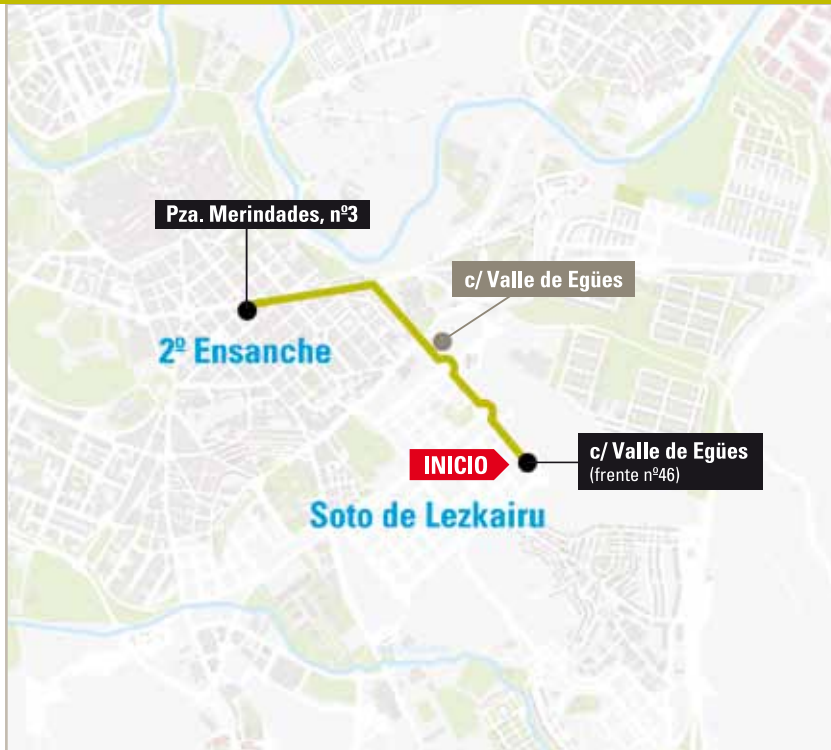 Pza. Merindades, nº3
c/ Valle de Egües
2º Ensanche
c/ Valle de Egües
(frente nº46)
INICIO
Soto de Lezkairu